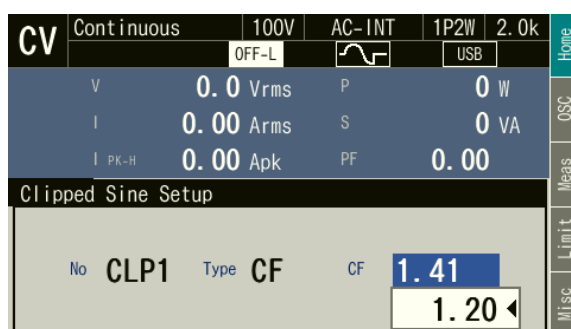 CV Continuous 100V AC-INT 1P2W 2.0k
OFF-L USB
V 0.0 Vrms P 0 W
I 0.00 Arms S 0 VA
I PK-H 0.00 Apk PF 0.00
Clipped Sine Setup
No CLP1 Type CF CF 1.41
1.20
Home
OSC
Meas
Limit
Misc